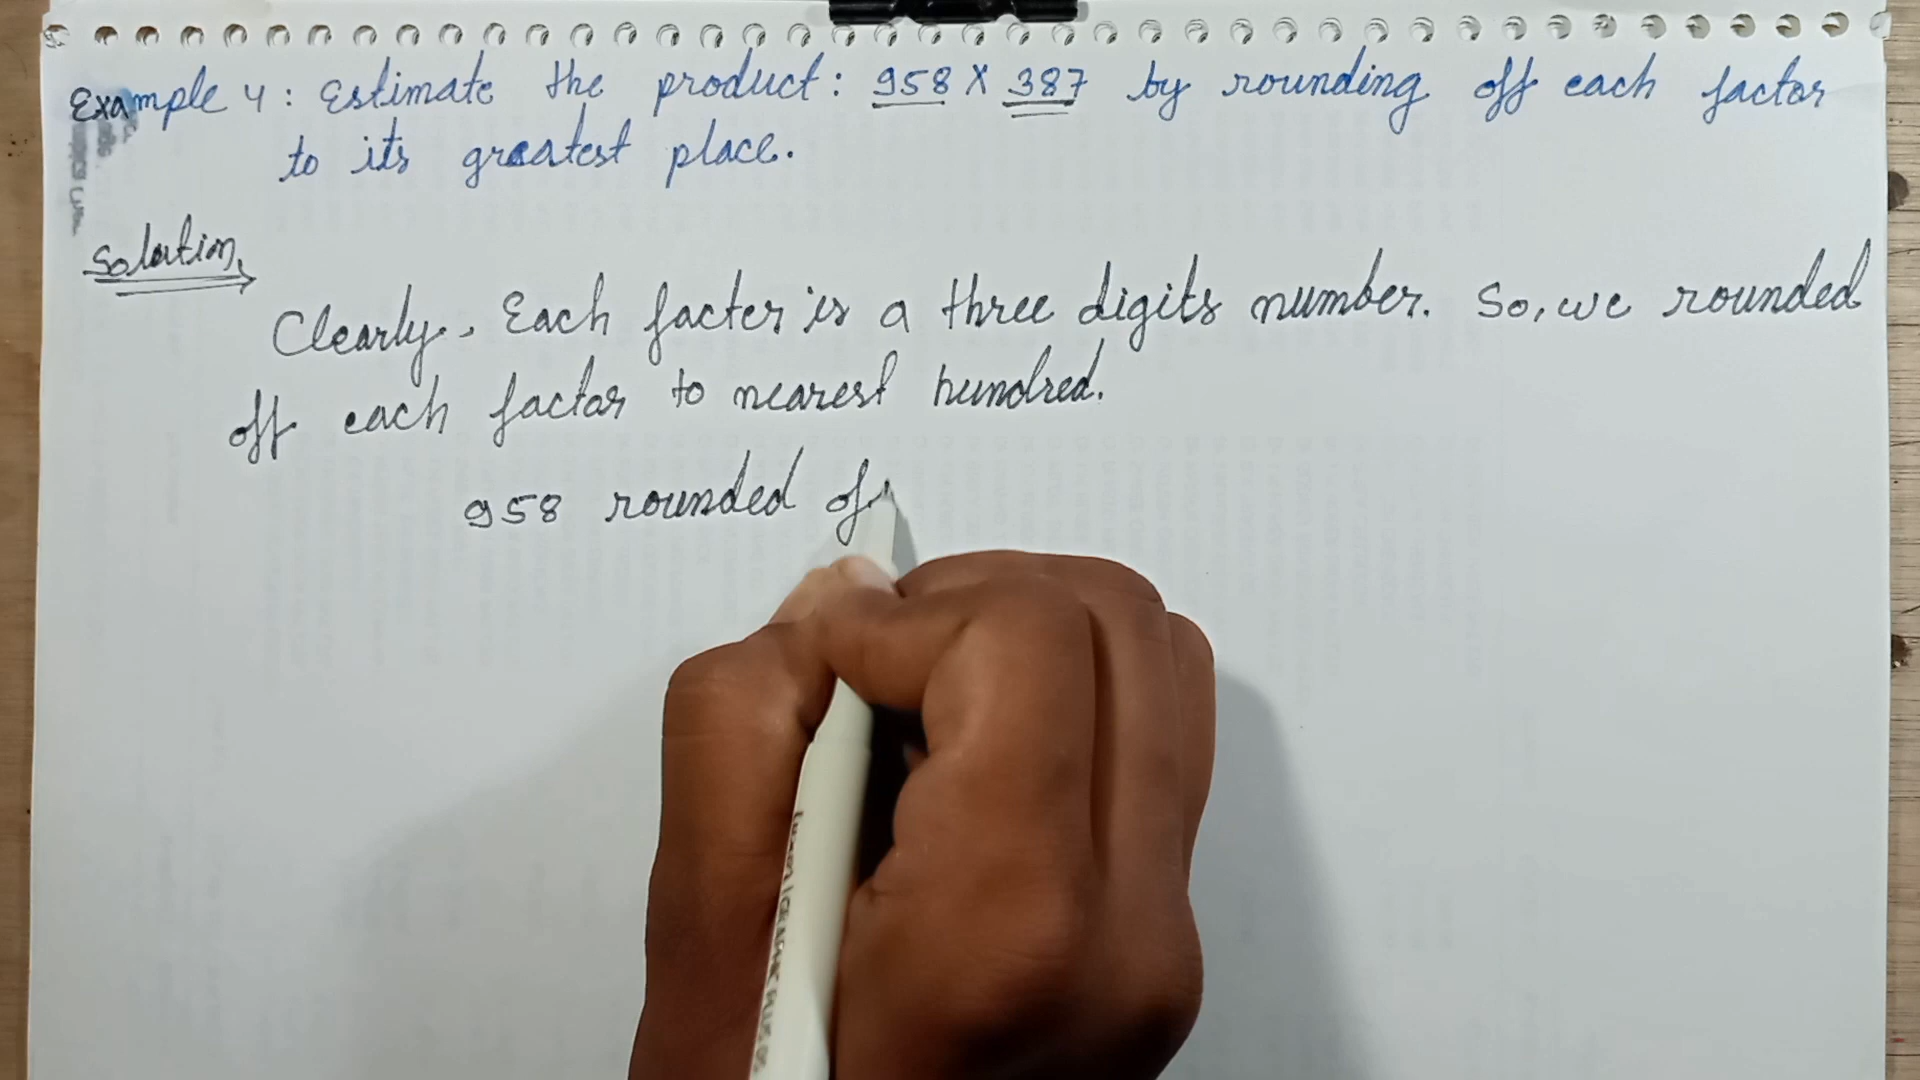 Example 4 : Estimate the product : 958 X 387 by rounding off each factor
to its greatest place.
Solution,
Clearly, Each facter is a three digits number. So, we rounded
off each factor to nearest hundred.
958 rounded of